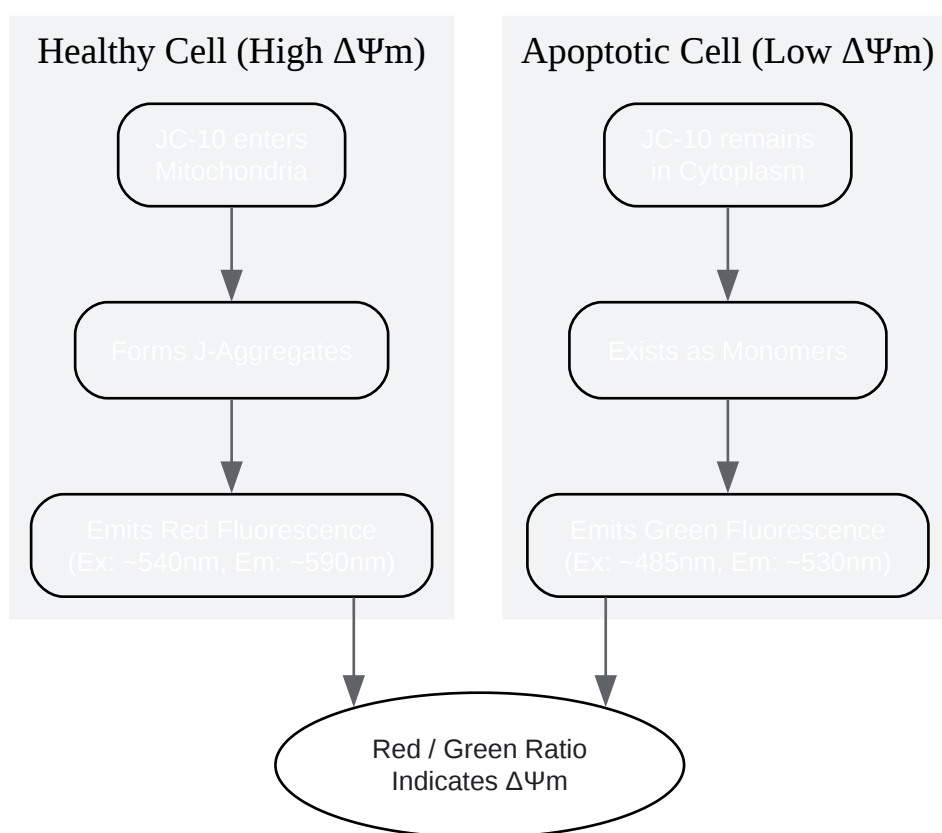 Healthy Cell (High ΔΨm)
JC-10 enters
Mitochondria
Forms J-Aggregates
Emits Red Fluorescence
(Ex: ~540nm, Em: ~590nm)
Apoptotic Cell (Low ΔΨm)
JC-10 remains
in Cytoplasm
Exists as Monomers
Emits Green Fluorescence
(Ex: ~485nm, Em: ~530nm)
Red / Green Ratio
Indicates ΔΨm